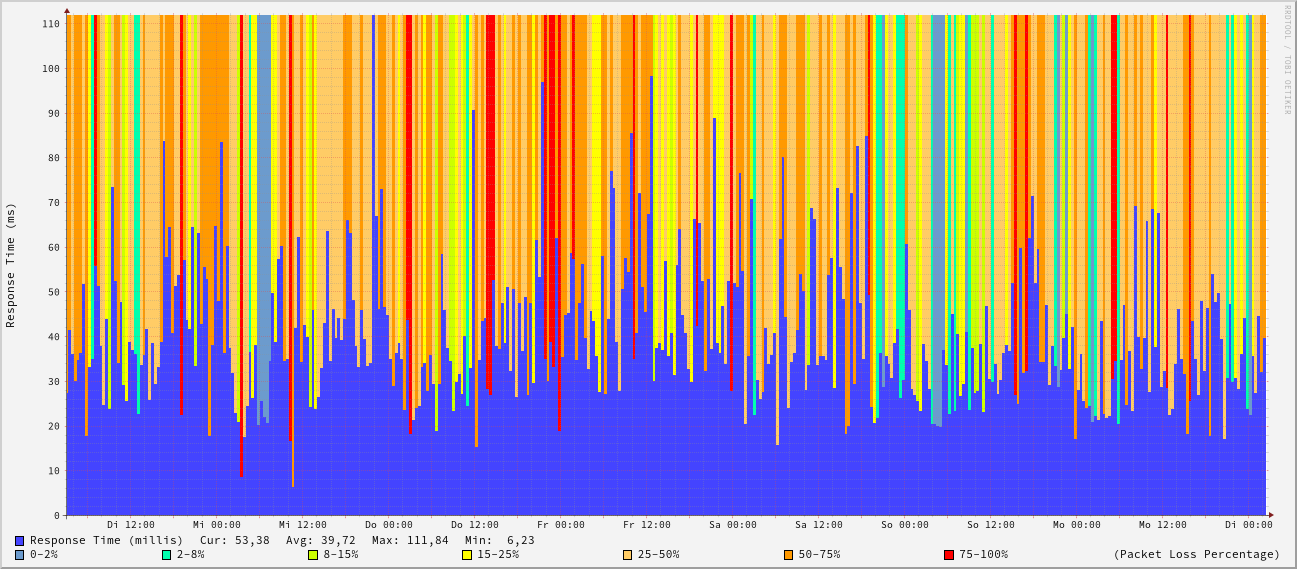 RRDTOOL / TOBI OETIKER
Response Time (ms)
110
100
90
80
70
60
50
40
30
20
10
0
Di 12:00 Mi 00:00 Mi 12:00 Do 00:00 Do 12:00 Fr 00:00 Fr 12:00 Sa 00:00 Sa 12:00 So 00:00 So 12:00 Mo 00:00 Mo 12:00 Di 00:00
Response Time (millis) Cur: 53,38 Avg: 39,72 Max: 111,84 Min: 6,23
0-2% 2-8% 8-15% 15-25% 25-50% 50-75% 75-100% (Packet Loss Percentage)